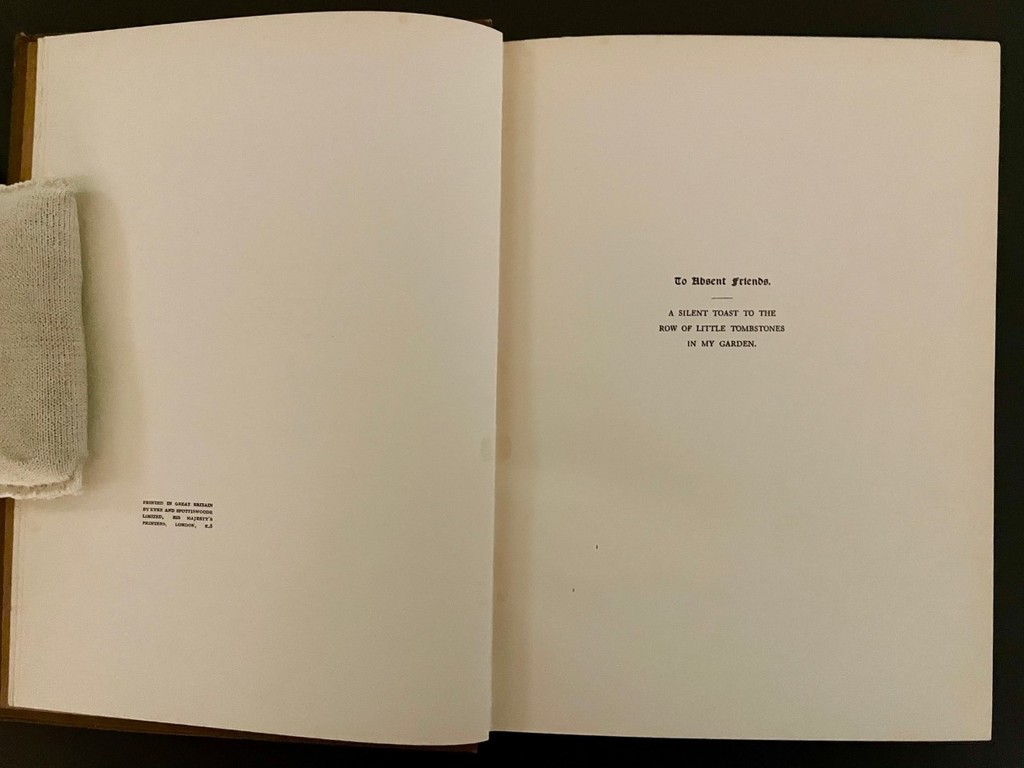 PRINTED IN GREAT BRITAIN
BY EYRE AND SPOTTISWOODE
LIMITED, HIS MAJESTY'S
PRINTERS, LONDON, E.4
To Absent Friends.
A SILENT TOAST TO THE
ROW OF LITTLE TOMBSTONES
IN MY GARDEN.